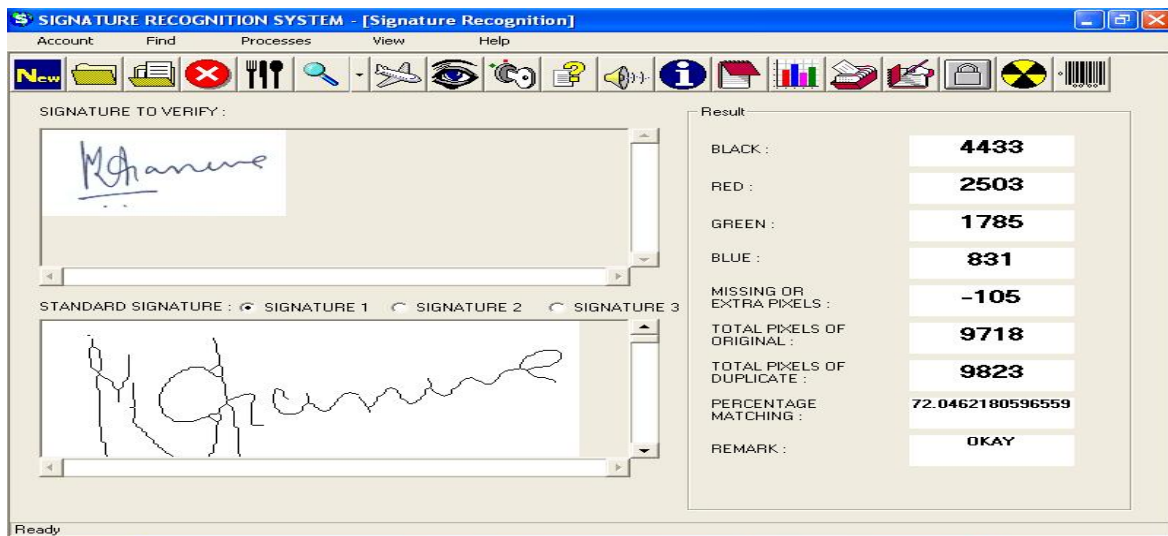 SIGNATURE RECOGNITION SYSTEM - [Signature Recognition]
Account Find Processes View Help
New
SIGNATURE TO VERIFY :
STANDARD SIGNATURE : SIGNATURE 1 SIGNATURE 2 SIGNATURE 3
Result
BLACK : 4433
RED : 2503
GREEN : 1785
BLUE : 831
MISSING OR
EXTRA PIXELS : -105
TOTAL PIXELS OF
ORIGINAL : 9718
TOTAL PIXELS OF
DUPLICATE : 9823
PERCENTAGE
MATCHING : 72.0462180596559
REMARK : OKAY
Ready